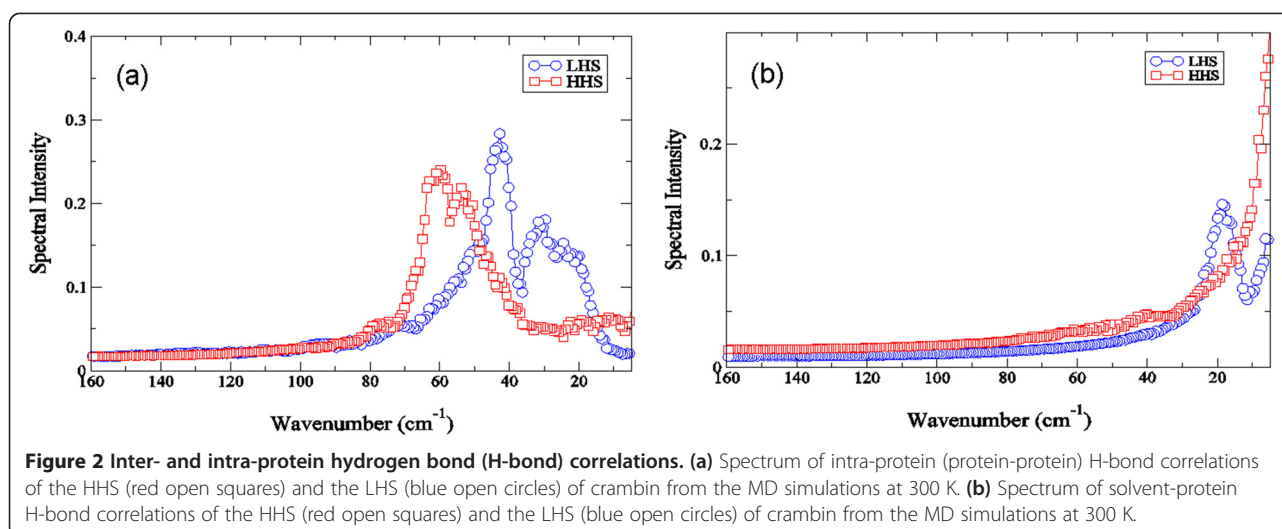 (a)
LHS
HHS
0.4
0.3
0.2
0.1
0
Spectral Intensity
160 140 120 100 80 60 40 20
Wavenumber (cm⁻¹)
(b)
LHS
HHS
0.2
0.1
0
Spectral Intensity
160 140 120 100 80 60 40 20
Wavenumber (cm⁻¹)
Figure 2 Inter- and intra-protein hydrogen bond (H-bond) correlations. (a) Spectrum of intra-protein (protein-protein) H-bond correlations
of the HHS (red open squares) and the LHS (blue open circles) of crambin from the MD simulations at 300 K. (b) Spectrum of solvent-protein
H-bond correlations of the HHS (red open squares) and the LHS (blue open circles) of crambin from the MD simulations at 300 K.